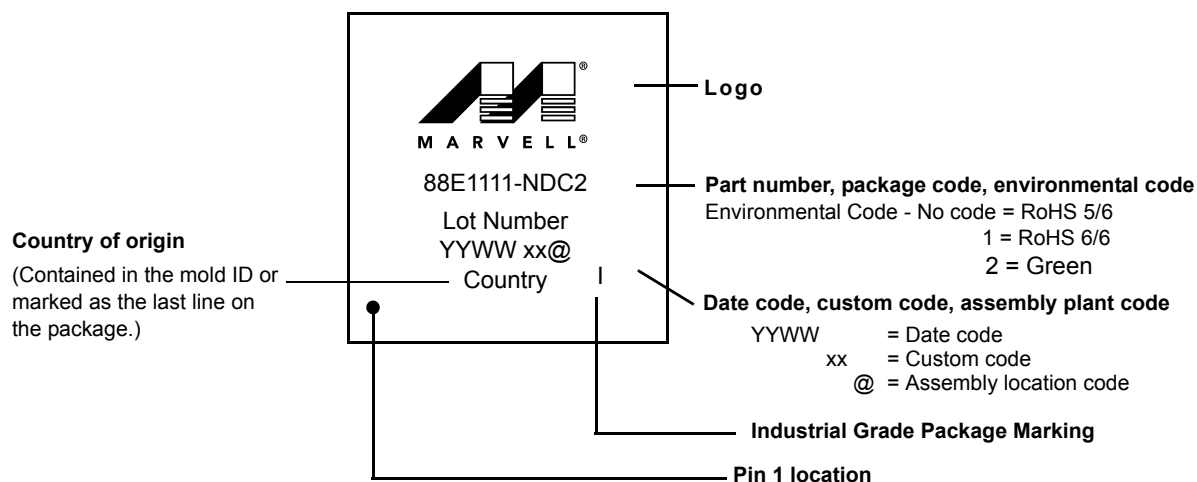 ®
MARVELL®
88E1111-NDC2
Lot Number
YYWW xx@
Country I
Logo
Part number, package code, environmental code
Environmental Code - No code = RoHS 5/6
1 = RoHS 6/6
2 = Green
Country of origin
(Contained in the mold ID or
marked as the last line on
the package.)
Date code, custom code, assembly plant code
YYWW = Date code
xx = Custom code
@ = Assembly location code
Industrial Grade Package Marking
Pin 1 location